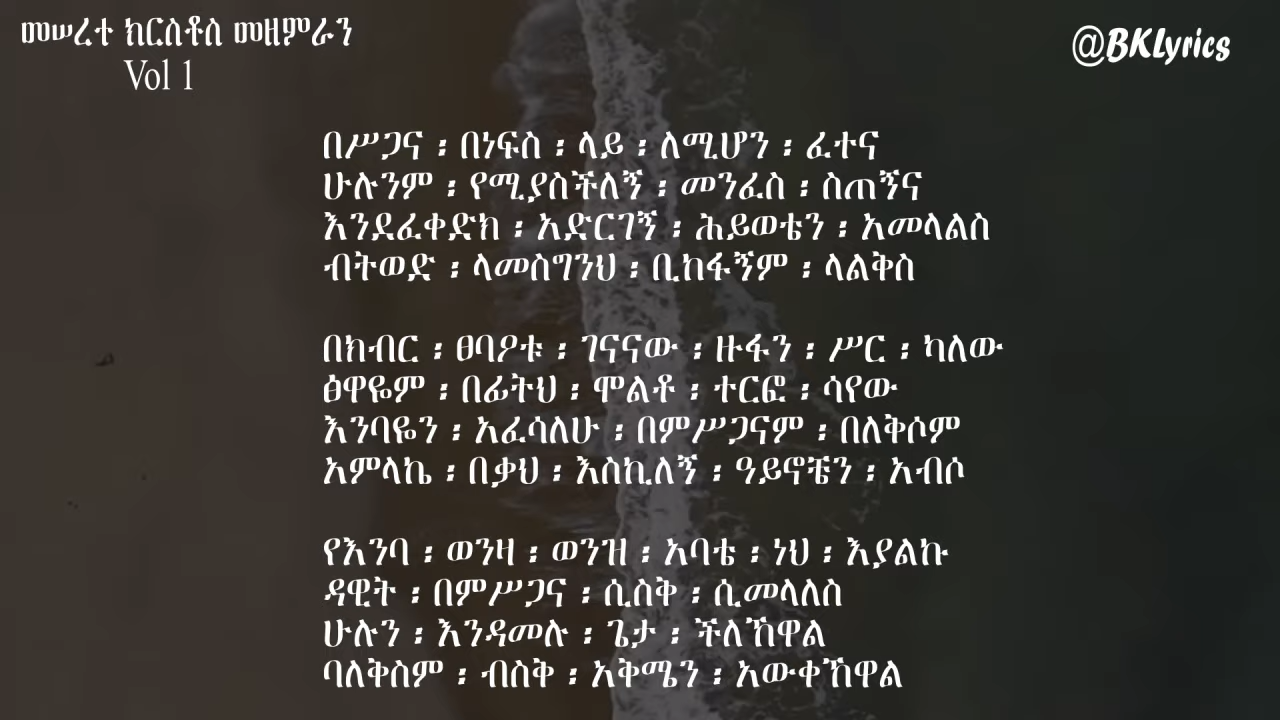 መሠረተ ክርስቶስ መዘምራን
Vol 1
@BKLyrics
በሥጋና ፡ በነፍስ ፡ ላይ ፡ ለሚሆን ፡ ፈተና
ሁሉንም ፡ የሚያስችለኝ ፡ መንፈስ ፡ ስጠኝና
እንደፈቀድክ ፡ አድርገኝ ፡ ሕይወቴን ፡ አመላልስ
ብትወድ ፡ ላመስግንህ ፡ ቢከፋኝም ፡ ላልቅስ
በክብር ፡ ፀባዖቱ ፡ ገናናው ፡ ዙፋን ፡ ሥር ፡ ካለው
ፅዋዬም ፡ በፊትህ ፡ ሞልቶ ፡ ተርፎ ፡ ሳየው
እንባዬን ፡ አፈሳለሁ ፡ በምሥጋናም ፡ በለቅሶም
አምላኬ ፡ በቃህ ፡ እስኪለኝ ፡ ዓይኖቼን ፡ አብሶ
የእንባ ፡ ወንዛ ፡ ወንዝ ፡ አባቴ ፡ ነህ ፡ እያልኩ
ዳዊት ፡ በምሥጋና ፡ ሲስቅ ፡ ሲመላለስ
ሁሉን ፡ እንዳመሉ ፡ ጌታ ፡ ችለኸዋል
ባለቅስም ፡ ብስቅ ፡ አቅሜን ፡ አውቀኸዋል